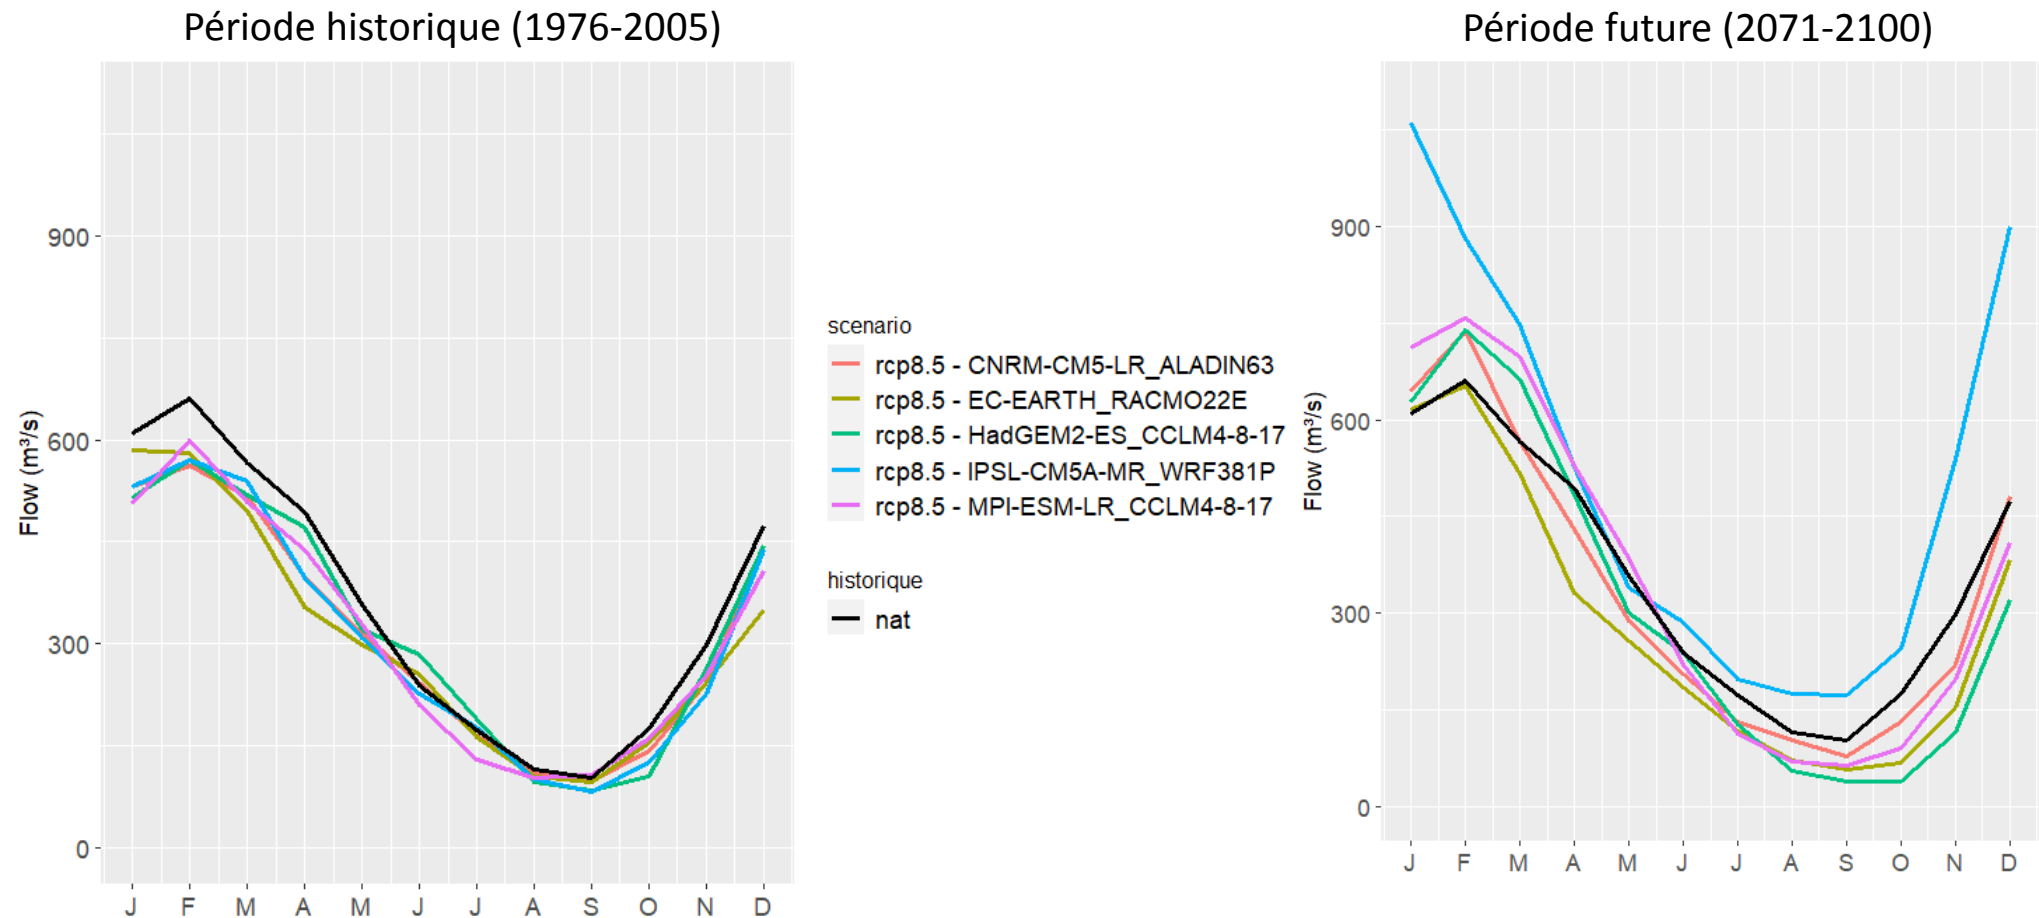 Période historique (1976-2005)
Flow (m³/s)
900
600
300
0
J F M A M J J A S O N D
scenario
rcp8.5 - CNRM-CM5-LR_ALADIN63
rcp8.5 - EC-EARTH_RACMO22E
rcp8.5 - HadGEM2-ES_CCLM4-8-17
rcp8.5 - IPSL-CM5A-MR_WRF381P
rcp8.5 - MPI-ESM-LR_CCLM4-8-17
historique
nat
Période future (2071-2100)
Flow (m³/s)
900
600
300
0
J F M A M J J A S O N D